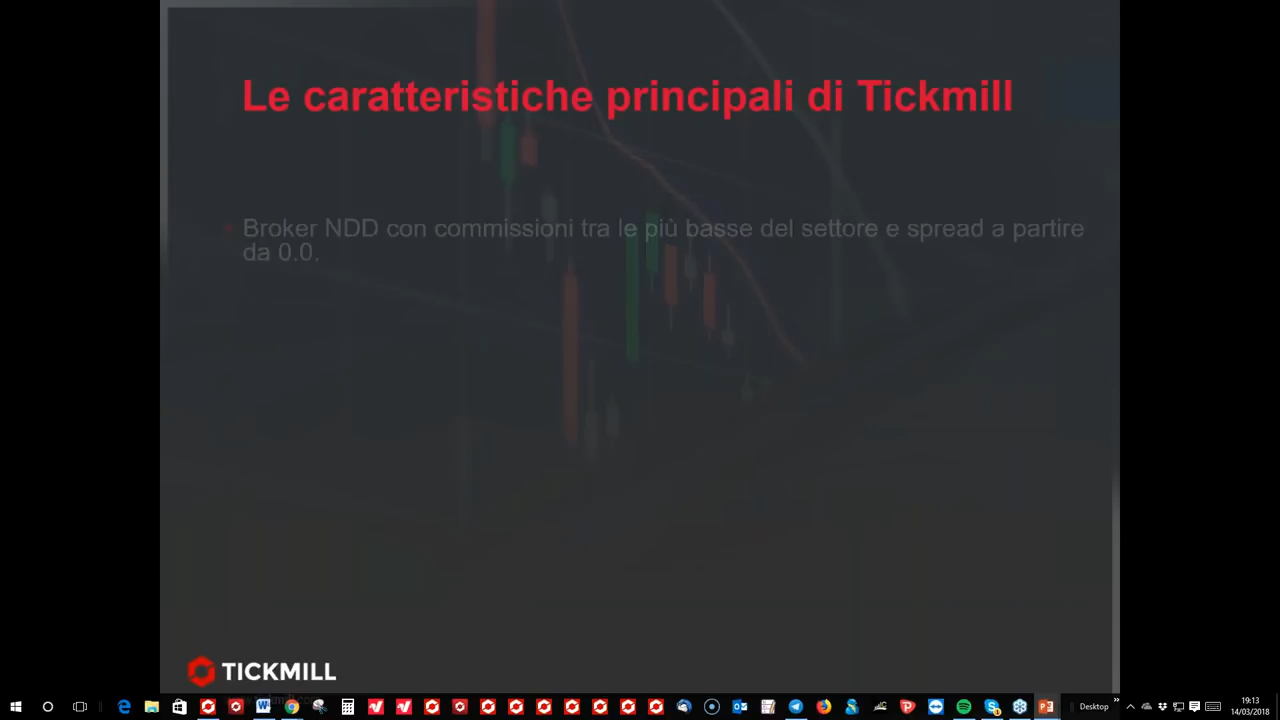 Le caratteristiche principali di Tickmill
Broker NDD con commissioni tra le più basse del settore e spread a partire
da 0.0.
TICKMILL
Desktop
19:13
14/03/2018